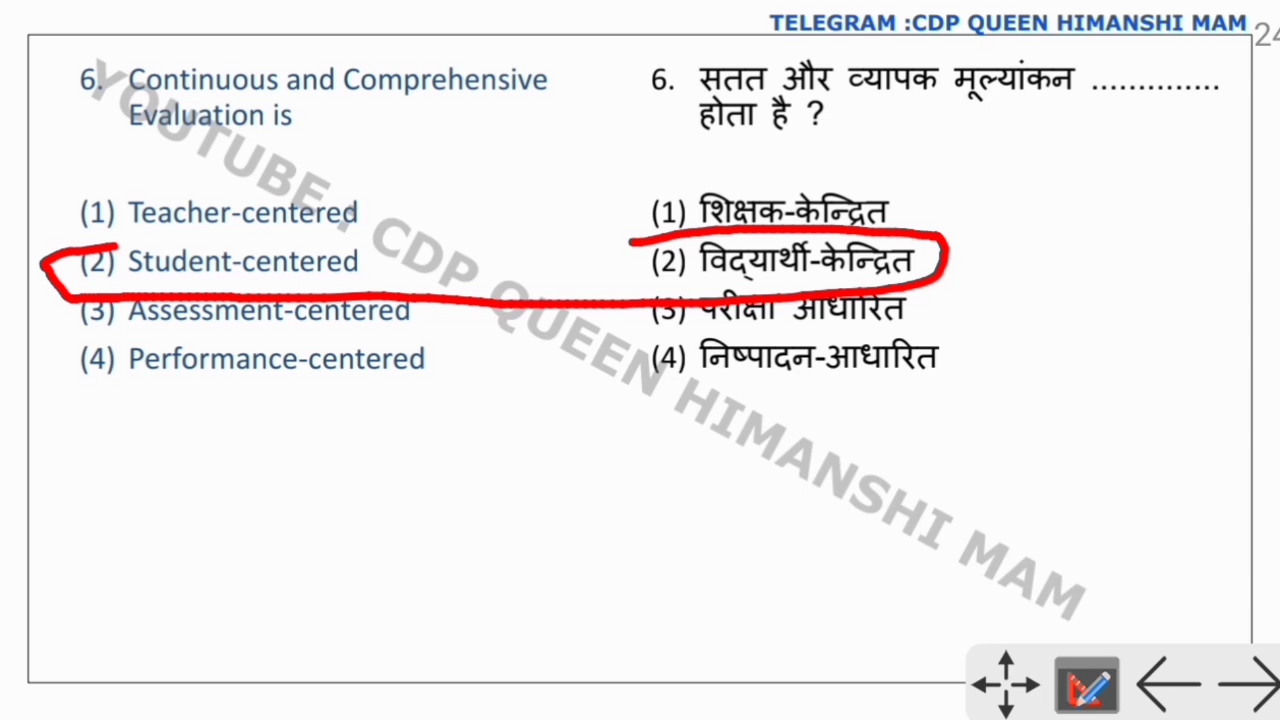 TELEGRAM :CDP QUEEN HIMANSHI MAM
24
6. Continuous and Comprehensive
Evaluation is
(1) Teacher-centered
(2) Student-centered
(3) Assessment-centered
(4) Performance-centered
6. सतत और व्यापक मूल्यांकन ...............
होता है ?
(1) शिक्षक-केन्द्रित
(2) विद्यार्थी-केन्द्रित
(3) परीक्षा आधारित
(4) निष्पादन-आधारित
YOUTUBE : CDP QUEEN HIMANSHI MAM